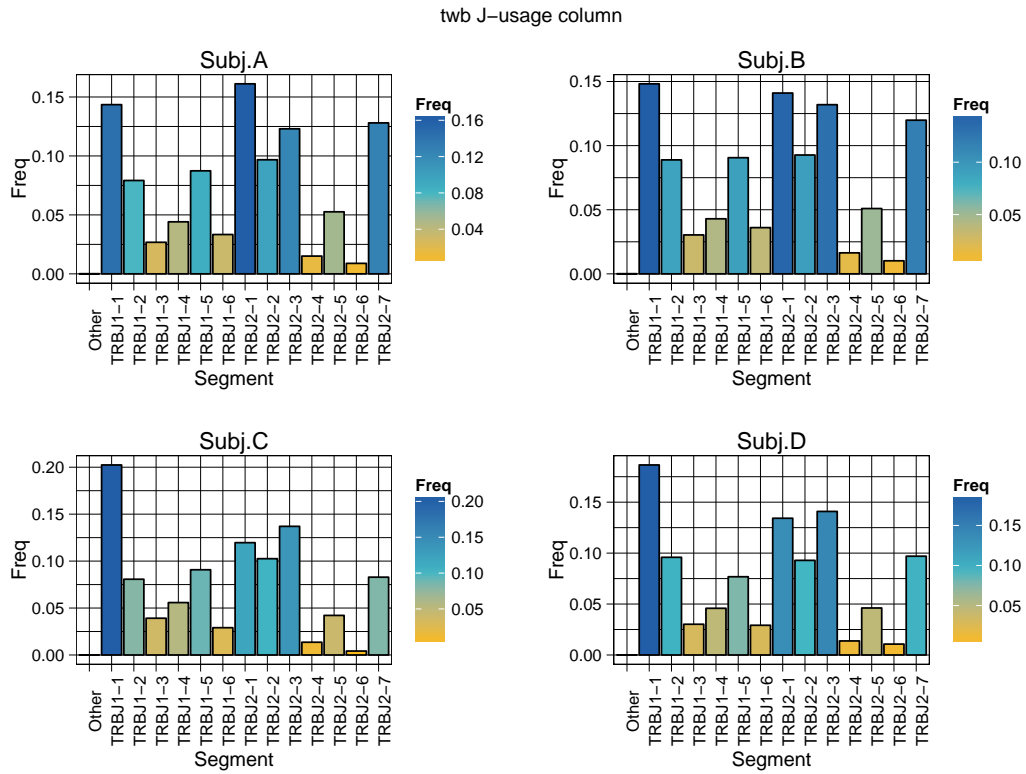 twb J−usage column
Subj.A
Freq
0.15
0.10
0.05
0.00
Other
TRBJ1−1
TRBJ1−2
TRBJ1−3
TRBJ1−4
TRBJ1−5
TRBJ1−6
TRBJ2−1
TRBJ2−2
TRBJ2−3
TRBJ2−4
TRBJ2−5
TRBJ2−6
TRBJ2−7
Segment
Freq
0.16
0.12
0.08
0.04
Subj.B
Freq
0.15
0.10
0.05
0.00
Other
TRBJ1−1
TRBJ1−2
TRBJ1−3
TRBJ1−4
TRBJ1−5
TRBJ1−6
TRBJ2−1
TRBJ2−2
TRBJ2−3
TRBJ2−4
TRBJ2−5
TRBJ2−6
TRBJ2−7
Segment
Freq
0.10
0.05
Subj.C
Freq
0.20
0.15
0.10
0.05
0.00
Other
TRBJ1−1
TRBJ1−2
TRBJ1−3
TRBJ1−4
TRBJ1−5
TRBJ1−6
TRBJ2−1
TRBJ2−2
TRBJ2−3
TRBJ2−4
TRBJ2−5
TRBJ2−6
TRBJ2−7
Segment
Freq
0.20
0.15
0.10
0.05
Subj.D
Freq
0.15
0.10
0.05
0.00
Other
TRBJ1−1
TRBJ1−2
TRBJ1−3
TRBJ1−4
TRBJ1−5
TRBJ1−6
TRBJ2−1
TRBJ2−2
TRBJ2−3
TRBJ2−4
TRBJ2−5
TRBJ2−6
TRBJ2−7
Segment
Freq
0.15
0.10
0.05